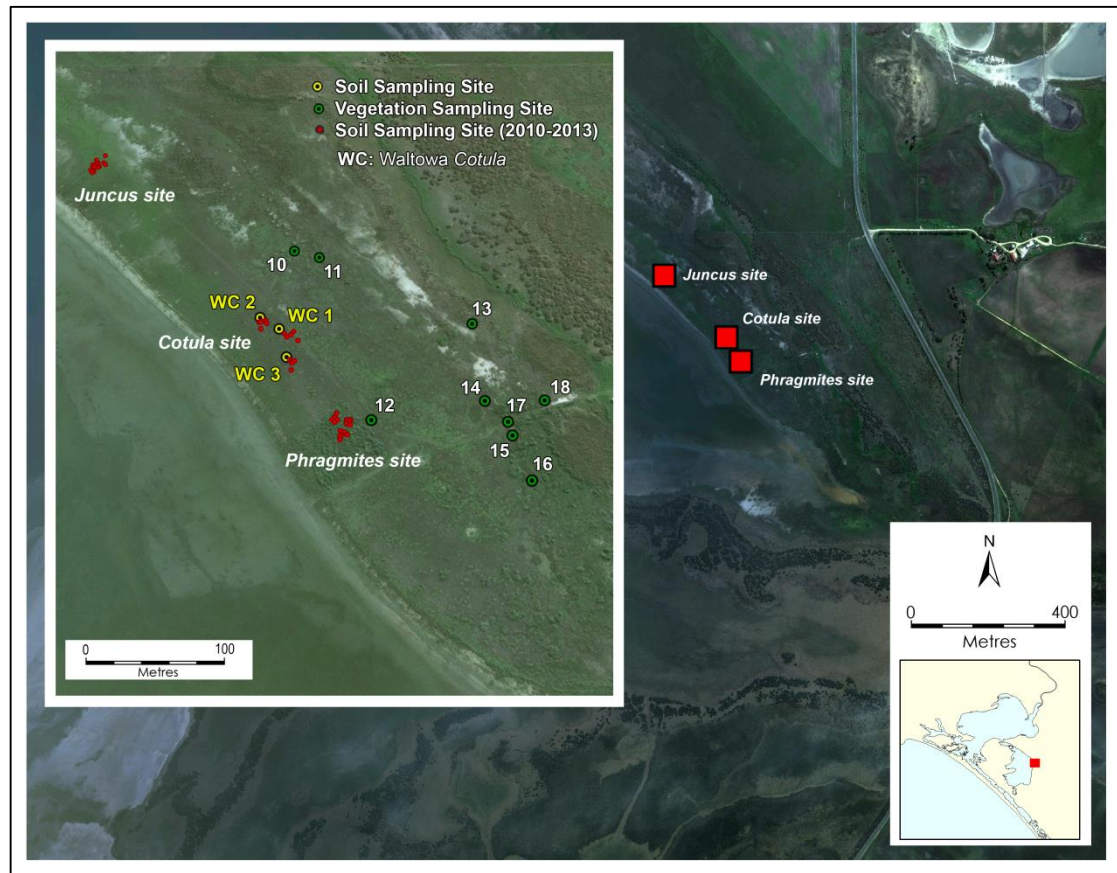 Soil Sampling Site
Vegetation Sampling Site
Soil Sampling Site (2010-2013)
WC: Waltowa Cotula
Juncus site
10
11
WC 2
WC 1
13
Cotula site
WC 3
14
18
12
17
15
Phragmites site
16
0 100
Metres
Juncus site
Cotula site
Phragmites site
N
0 400
Metres